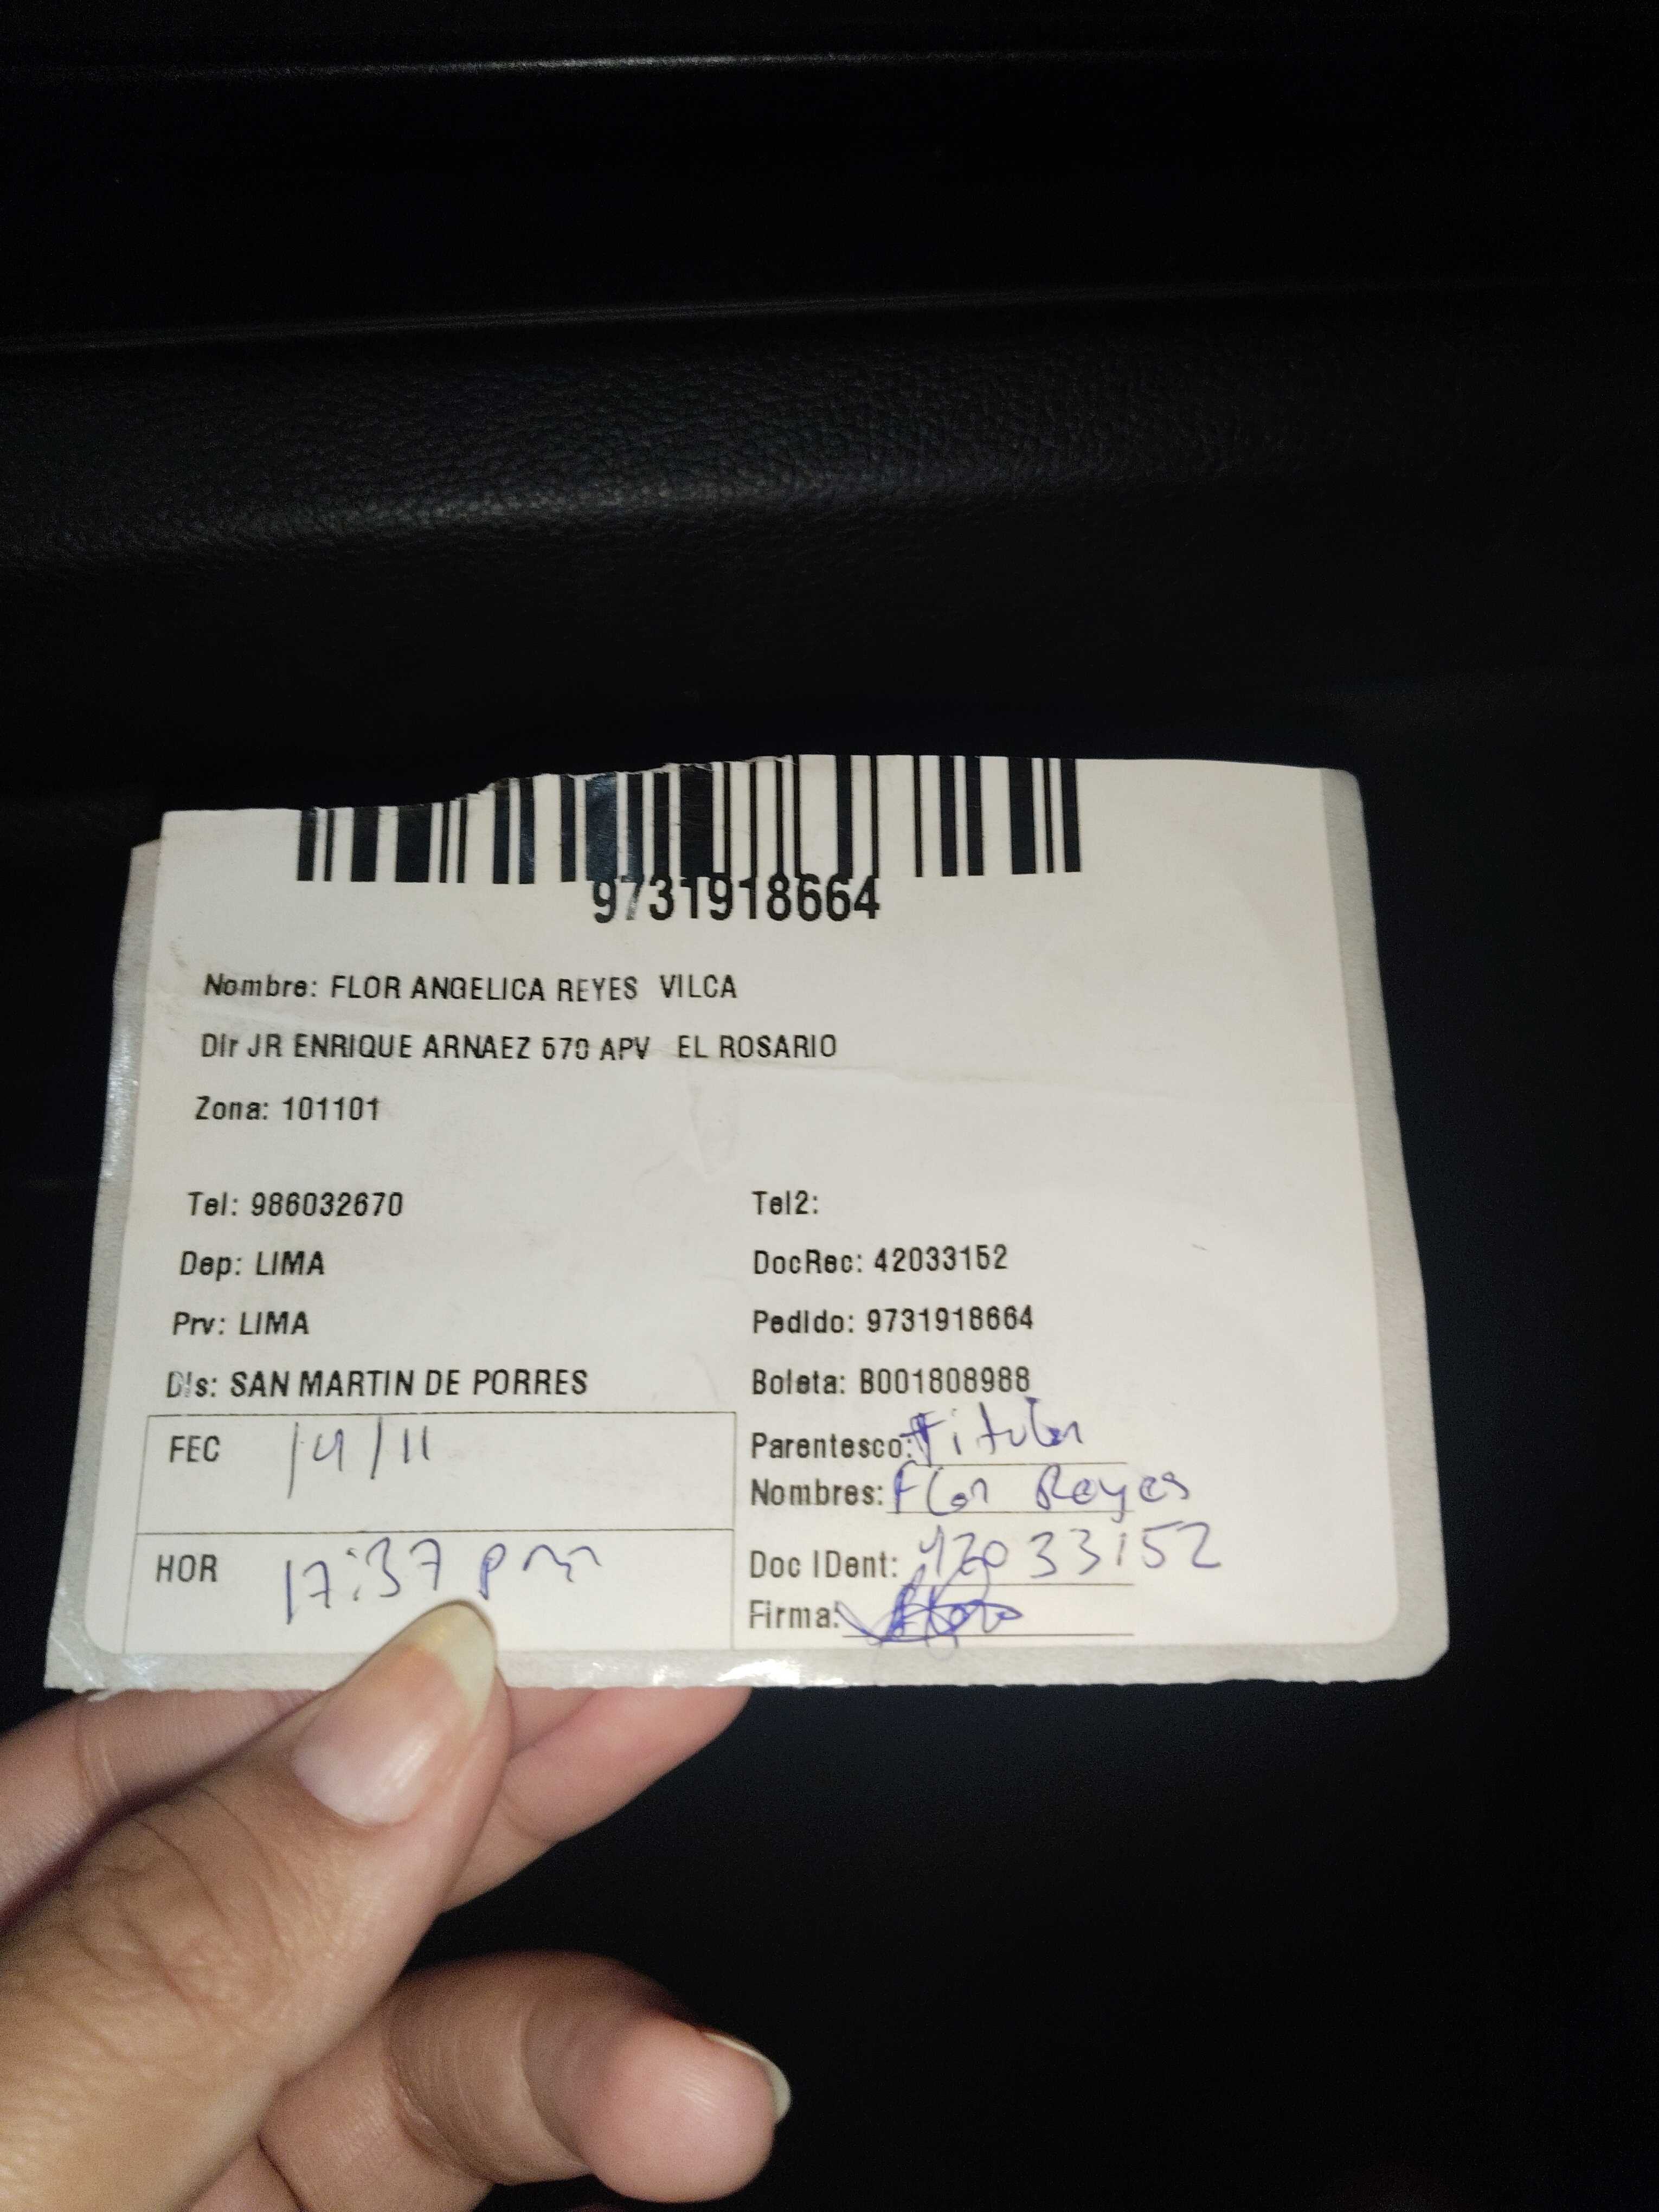 9731918664
Nombre: FLOR ANGELICA REYES VILCA
Dir JR ENRIQUE ARNAEZ 570 APV EL ROSARIO
Zona: 101101
Tel: 986032670
Tel2:
Dep: LIMA
DocRec: 42033152
Prv: LIMA
Pedido: 9731918664
Dis: SAN MARTIN DE PORRES
Boleta: B001808988
FEC 14/11
Parentesco: Titular
Nombres: Flor Reyes
HOR 17:37 pm
Doc IDent: 42033152
Firma: